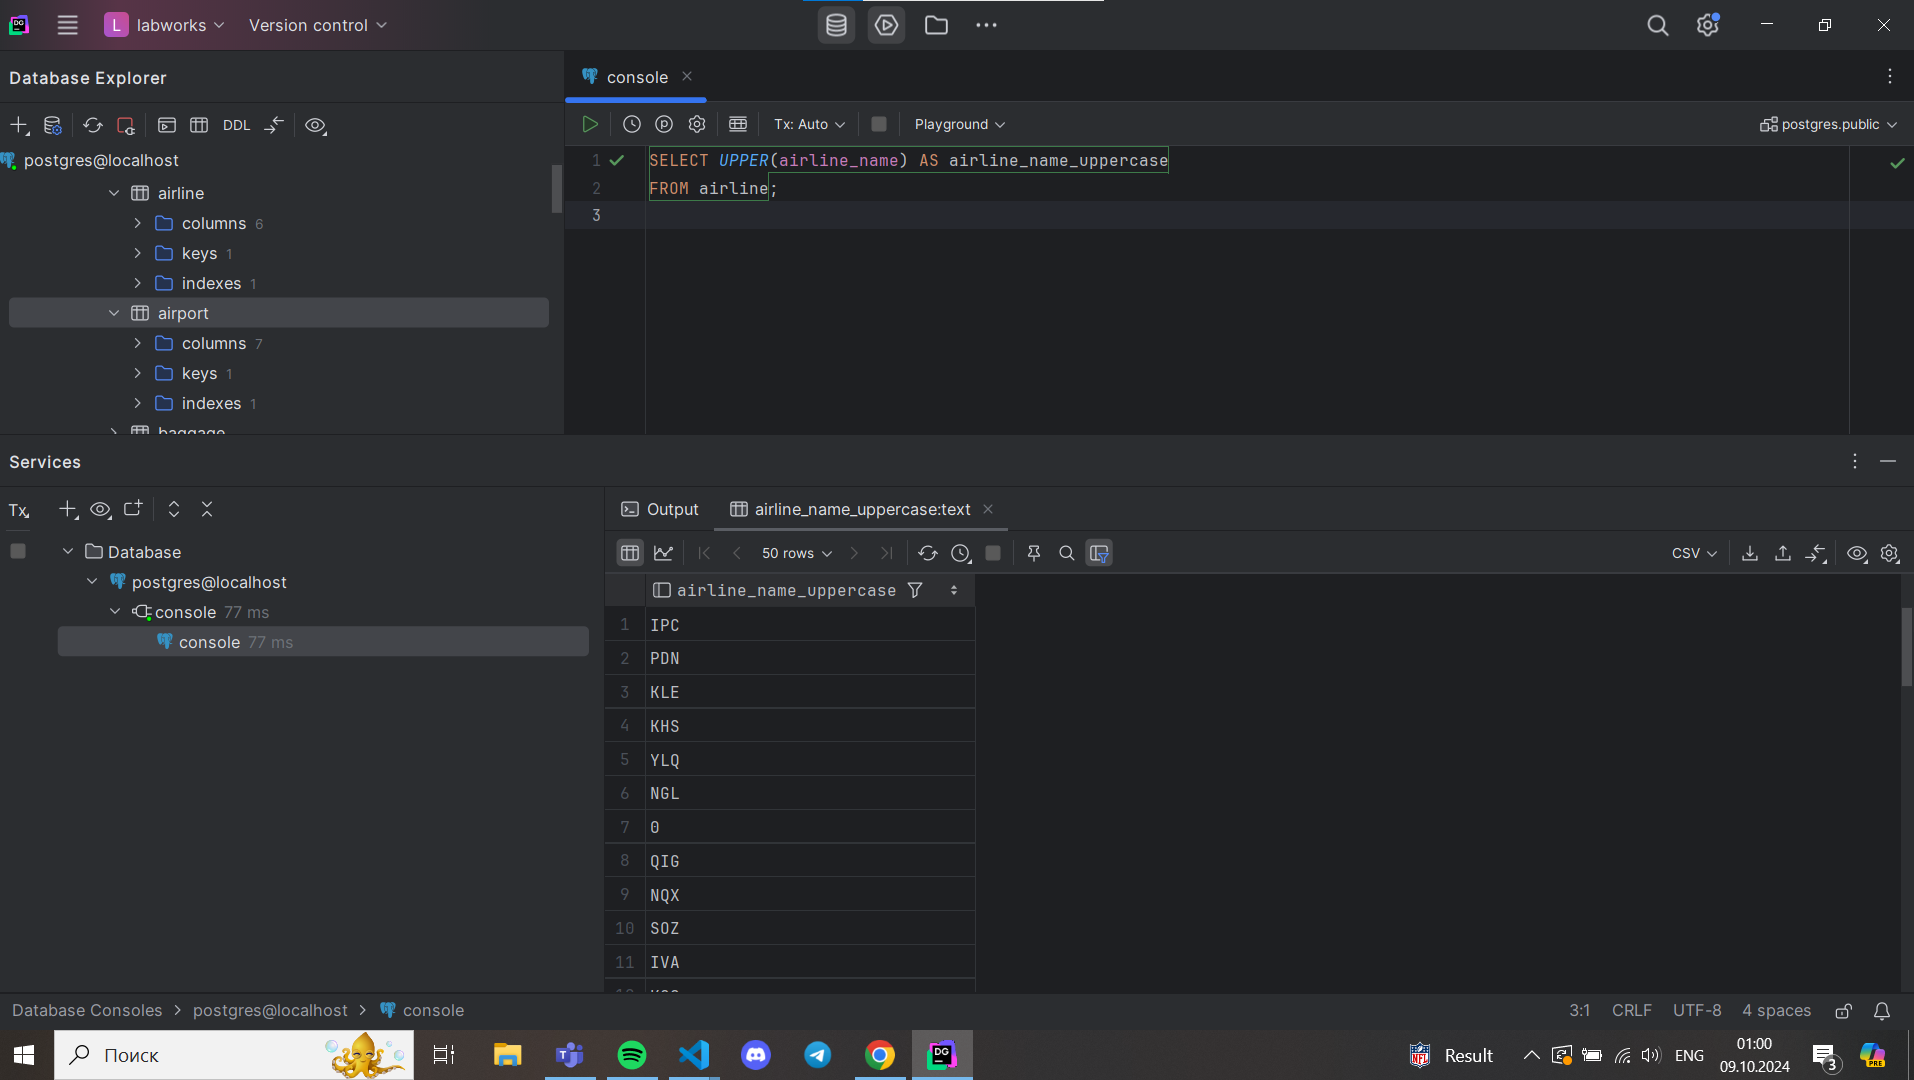 L labworks Version control
Database Explorer
console
DDL
Tx: Auto Playground postgres.public
postgres@localhost
airline
columns 6
keys 1
indexes 1
airport
columns 7
keys 1
indexes 1
baggage
1 SELECT UPPER(airline_name) AS airline_name_uppercase
2 FROM airline;
3
Services
Tx
Database
postgres@localhost
console 77 ms
console 77 ms
Output airline_name_uppercase:text
50 rows CSV
airline_name_uppercase
1 IPC
2 PDN
3 KLE
4 KHS
5 YLQ
6 NGL
7 0
8 QIG
9 NQX
10 SOZ
11 IVA
Database Consoles > postgres@localhost > console
3:1 CRLF UTF-8 4 spaces
Поиск
DG
Result
ENG
01:00
09.10.2024
3
PRE